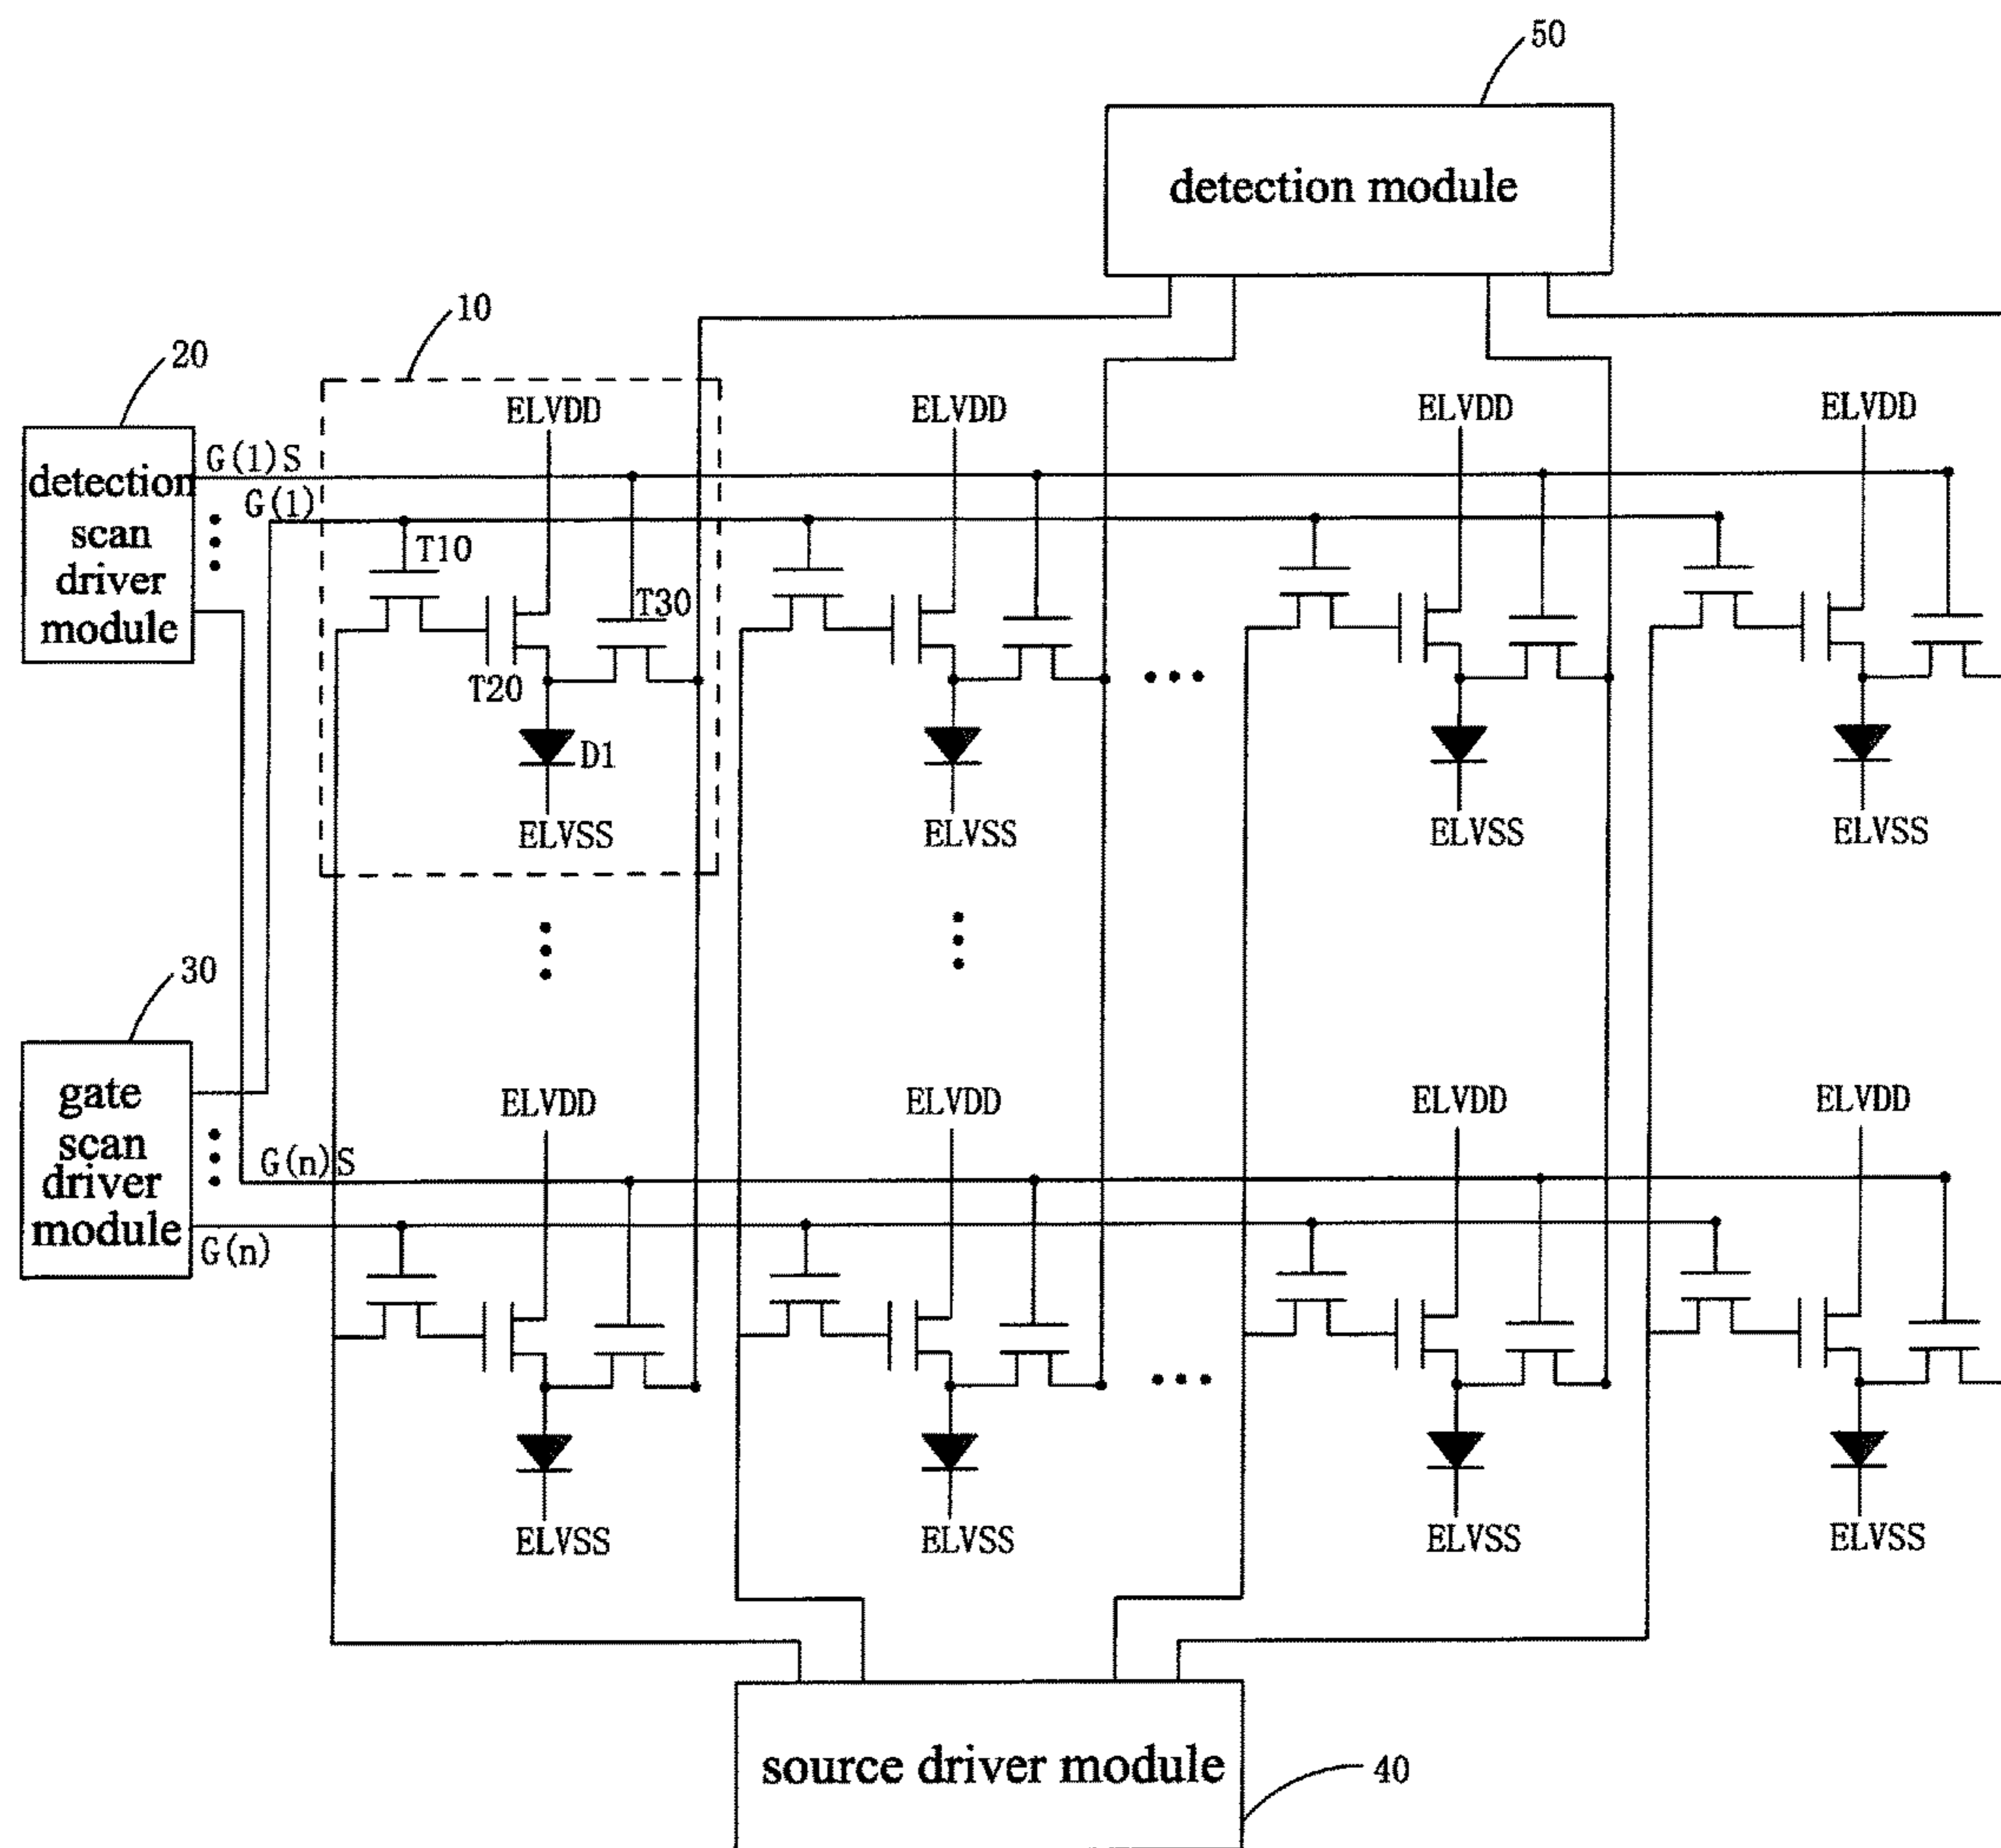 50
detection module
10
20
ELVDD
ELVDD
ELVDD
ELVDD
G(1)S
detection
scan
driver
module
G(1)
T10
T30
T20
D1
ELVSS
ELVSS
ELVSS
ELVSS
30
gate
scan
driver
module
ELVDD
ELVDD
ELVDD
ELVDD
G(n)S
G(n)
ELVSS
ELVSS
ELVSS
ELVSS
source driver module
40